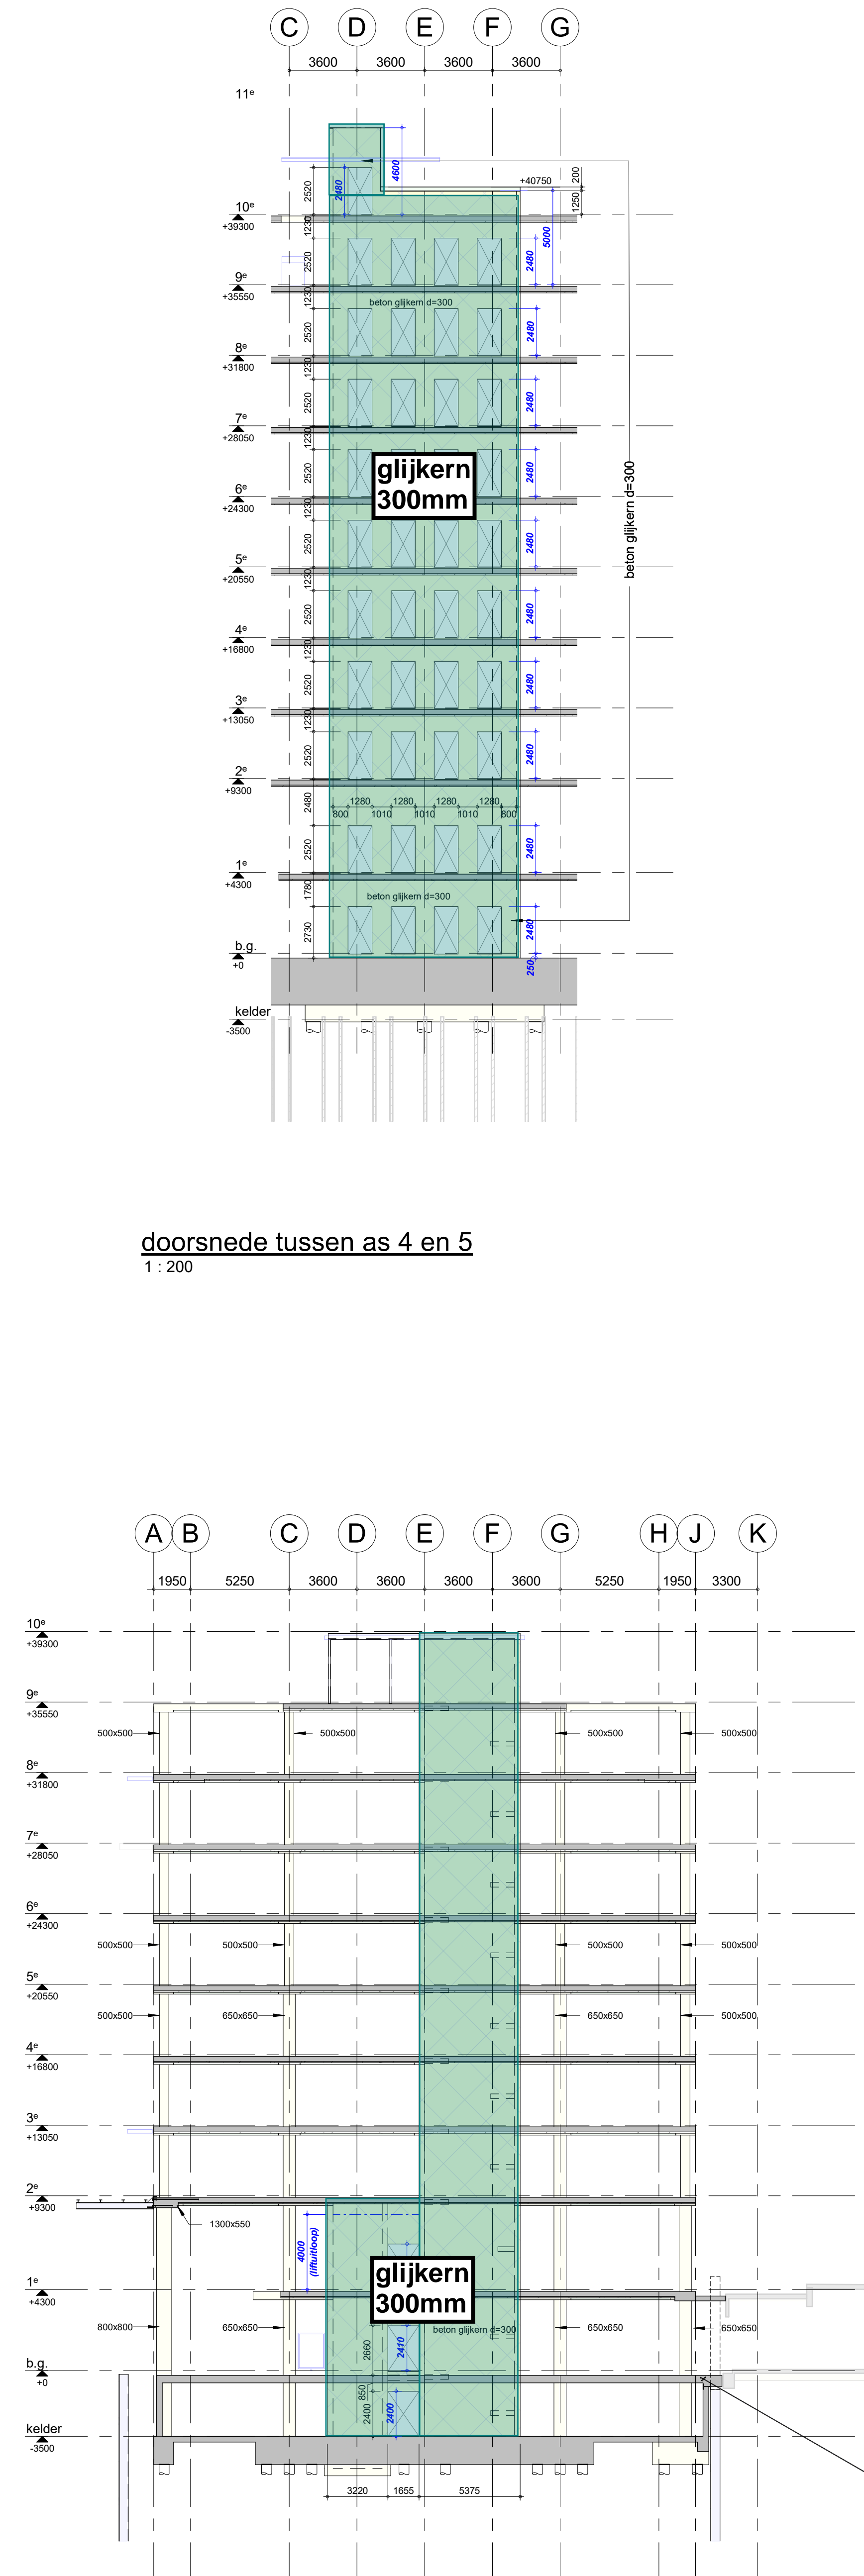 C D E F G
3600 3600 3600 3600
11e
4600
+40750 200
2520 2480 1250
10e
+39300
1230
5000
2520 2480
9e
+35550
1230
beton glijkern d=300
2520 2480
8e
+31800
1230
2520 2480
7e
+28050
1230
glijkern
300mm
2520 2480
6e
+24300
1230
beton glijkern d=300
2520 2480
5e
+20550
1230
2520 2480
4e
+16800
1230
2520 2480
3e
+13050
1230
2520 2480
2e
+9300
2480
1280 1280 1280 1280
800 1010 1010 1010 800
2520 2480
1e
+4300
1780
beton glijkern d=300
2730 2480
b.g.
+0
250
kelder
-3500
doorsnede tussen as 4 en 5
1 : 200
A B C D E F G H J K
1950 5250 3600 3600 3600 3600 5250 1950 3300
10e
+39300
9e
+35550
500x500 500x500 500x500 500x500
8e
+31800
7e
+28050
6e
+24300
500x500 500x500 500x500 500x500
5e
+20550
500x500 650x650 650x650 500x500
4e
+16800
3e
+13050
2e
+9300
1300x550
4000
(liftuitloop)
glijkern
300mm
1e
+4300
800x800 650x650 650x650 650x650
beton glijkern d=300
2660 2410
b.g.
+0
850
2400 2400
kelder
-3500
3220 1655 5375